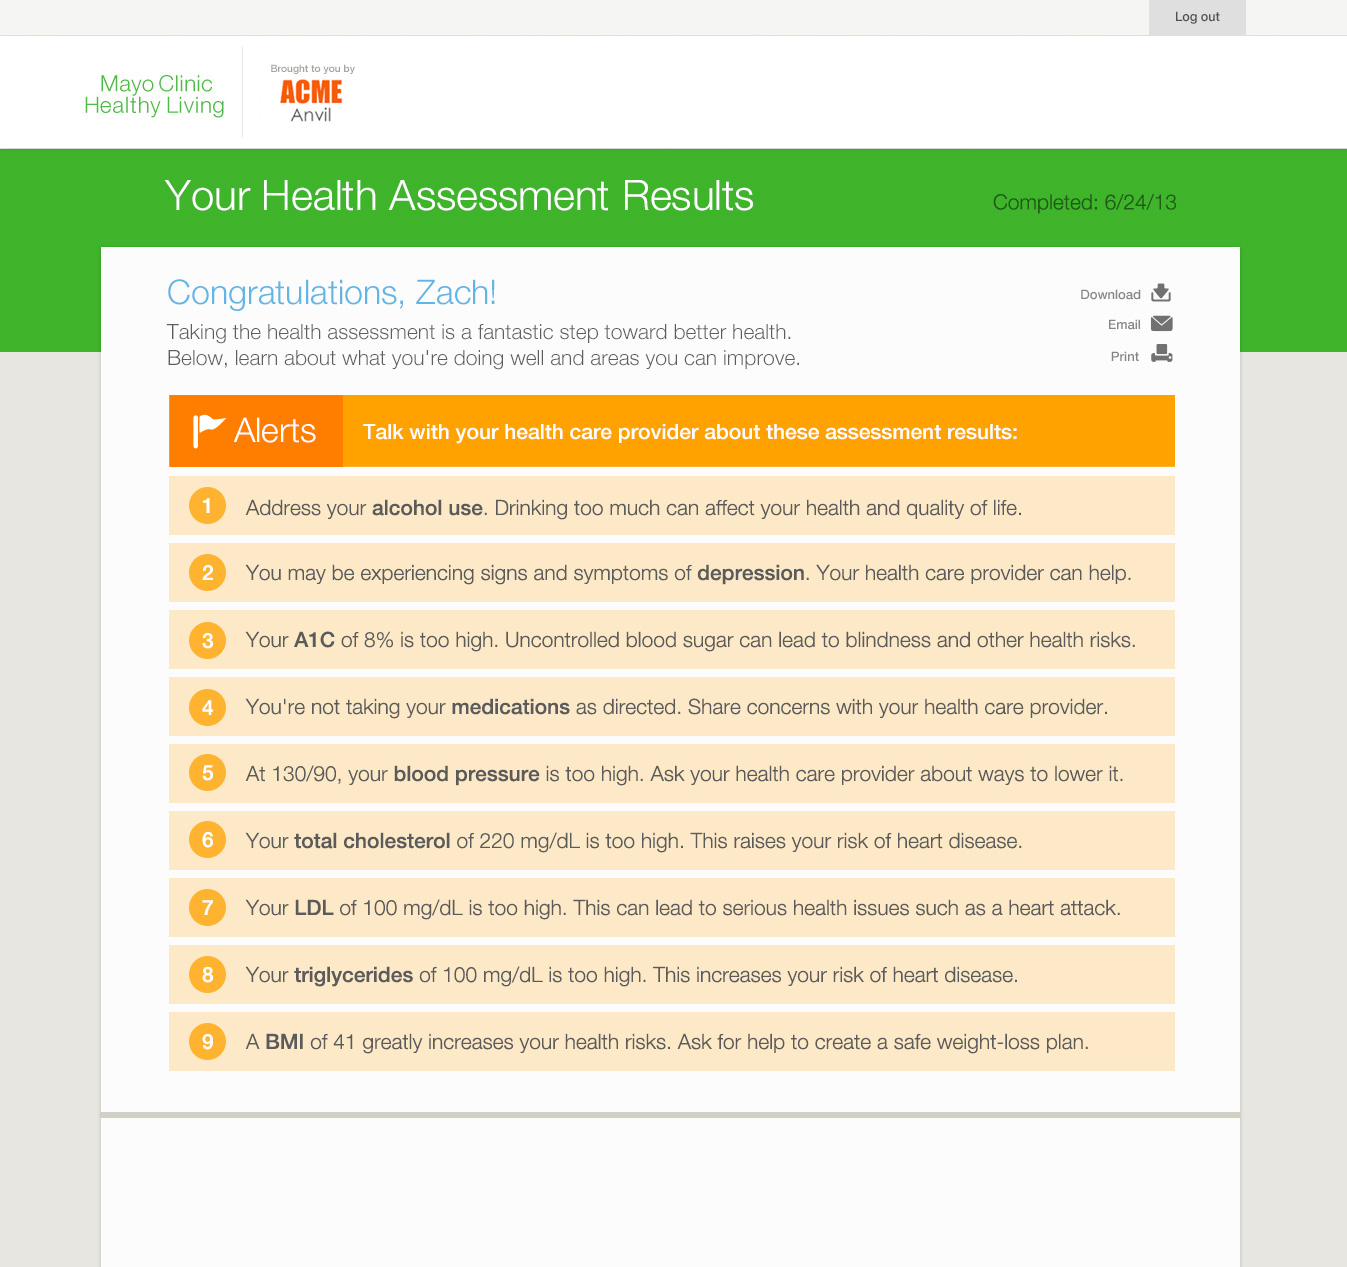 Log out
Mayo Clinic
Healthy Living
Brought to you by
ACME
Anvil
Your Health Assessment Results
Completed: 6/24/13
Congratulations, Zach!
Taking the health assessment is a fantastic step toward better health.
Below, learn about what you're doing well and areas you can improve.
Download
Email
Print
Alerts
Talk with your health care provider about these assessment results:
1 Address your alcohol use. Drinking too much can affect your health and quality of life.
2 You may be experiencing signs and symptoms of depression. Your health care provider can help.
3 Your A1C of 8% is too high. Uncontrolled blood sugar can lead to blindness and other health risks.
4 You're not taking your medications as directed. Share concerns with your health care provider.
5 At 130/90, your blood pressure is too high. Ask your health care provider about ways to lower it.
6 Your total cholesterol of 220 mg/dL is too high. This raises your risk of heart disease.
7 Your LDL of 100 mg/dL is too high. This can lead to serious health issues such as a heart attack.
8 Your triglycerides of 100 mg/dL is too high. This increases your risk of heart disease.
9 A BMI of 41 greatly increases your health risks. Ask for help to create a safe weight-loss plan.